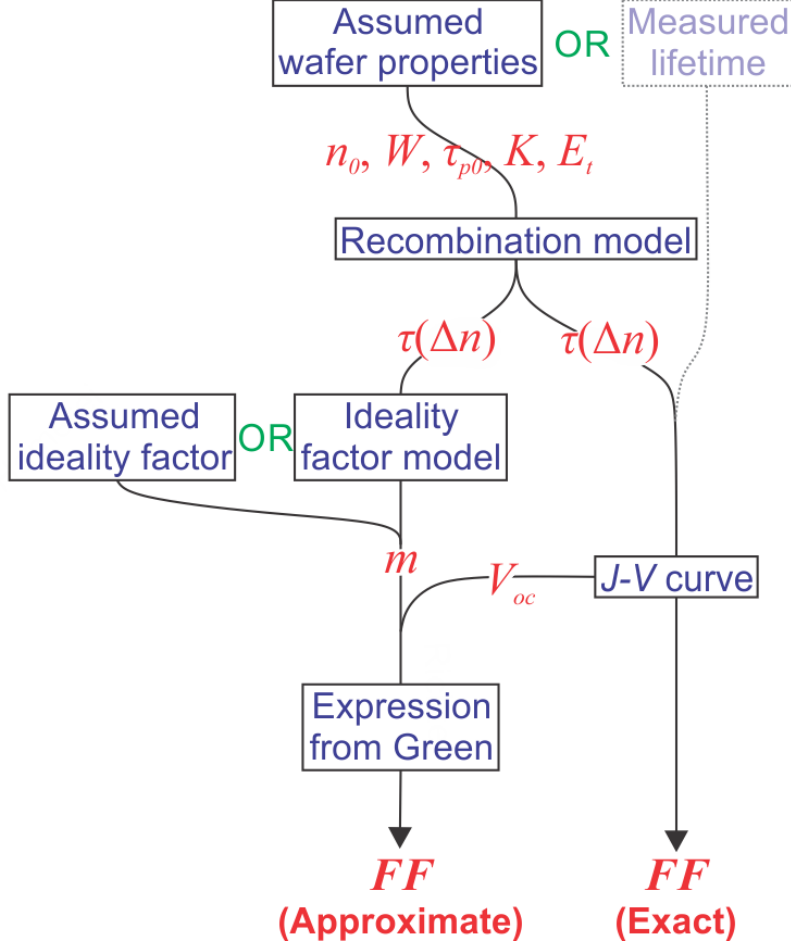 Assumed
wafer properties
OR
Measured
lifetime
n₀, W, τₚ₀, K, Eₜ
Recombination model
τ(Δn)
τ(Δn)
Assumed
ideality factor
OR
Ideality
factor model
m
V_oc
J-V curve
Expression
from Green
FF
(Approximate)
FF
(Exact)